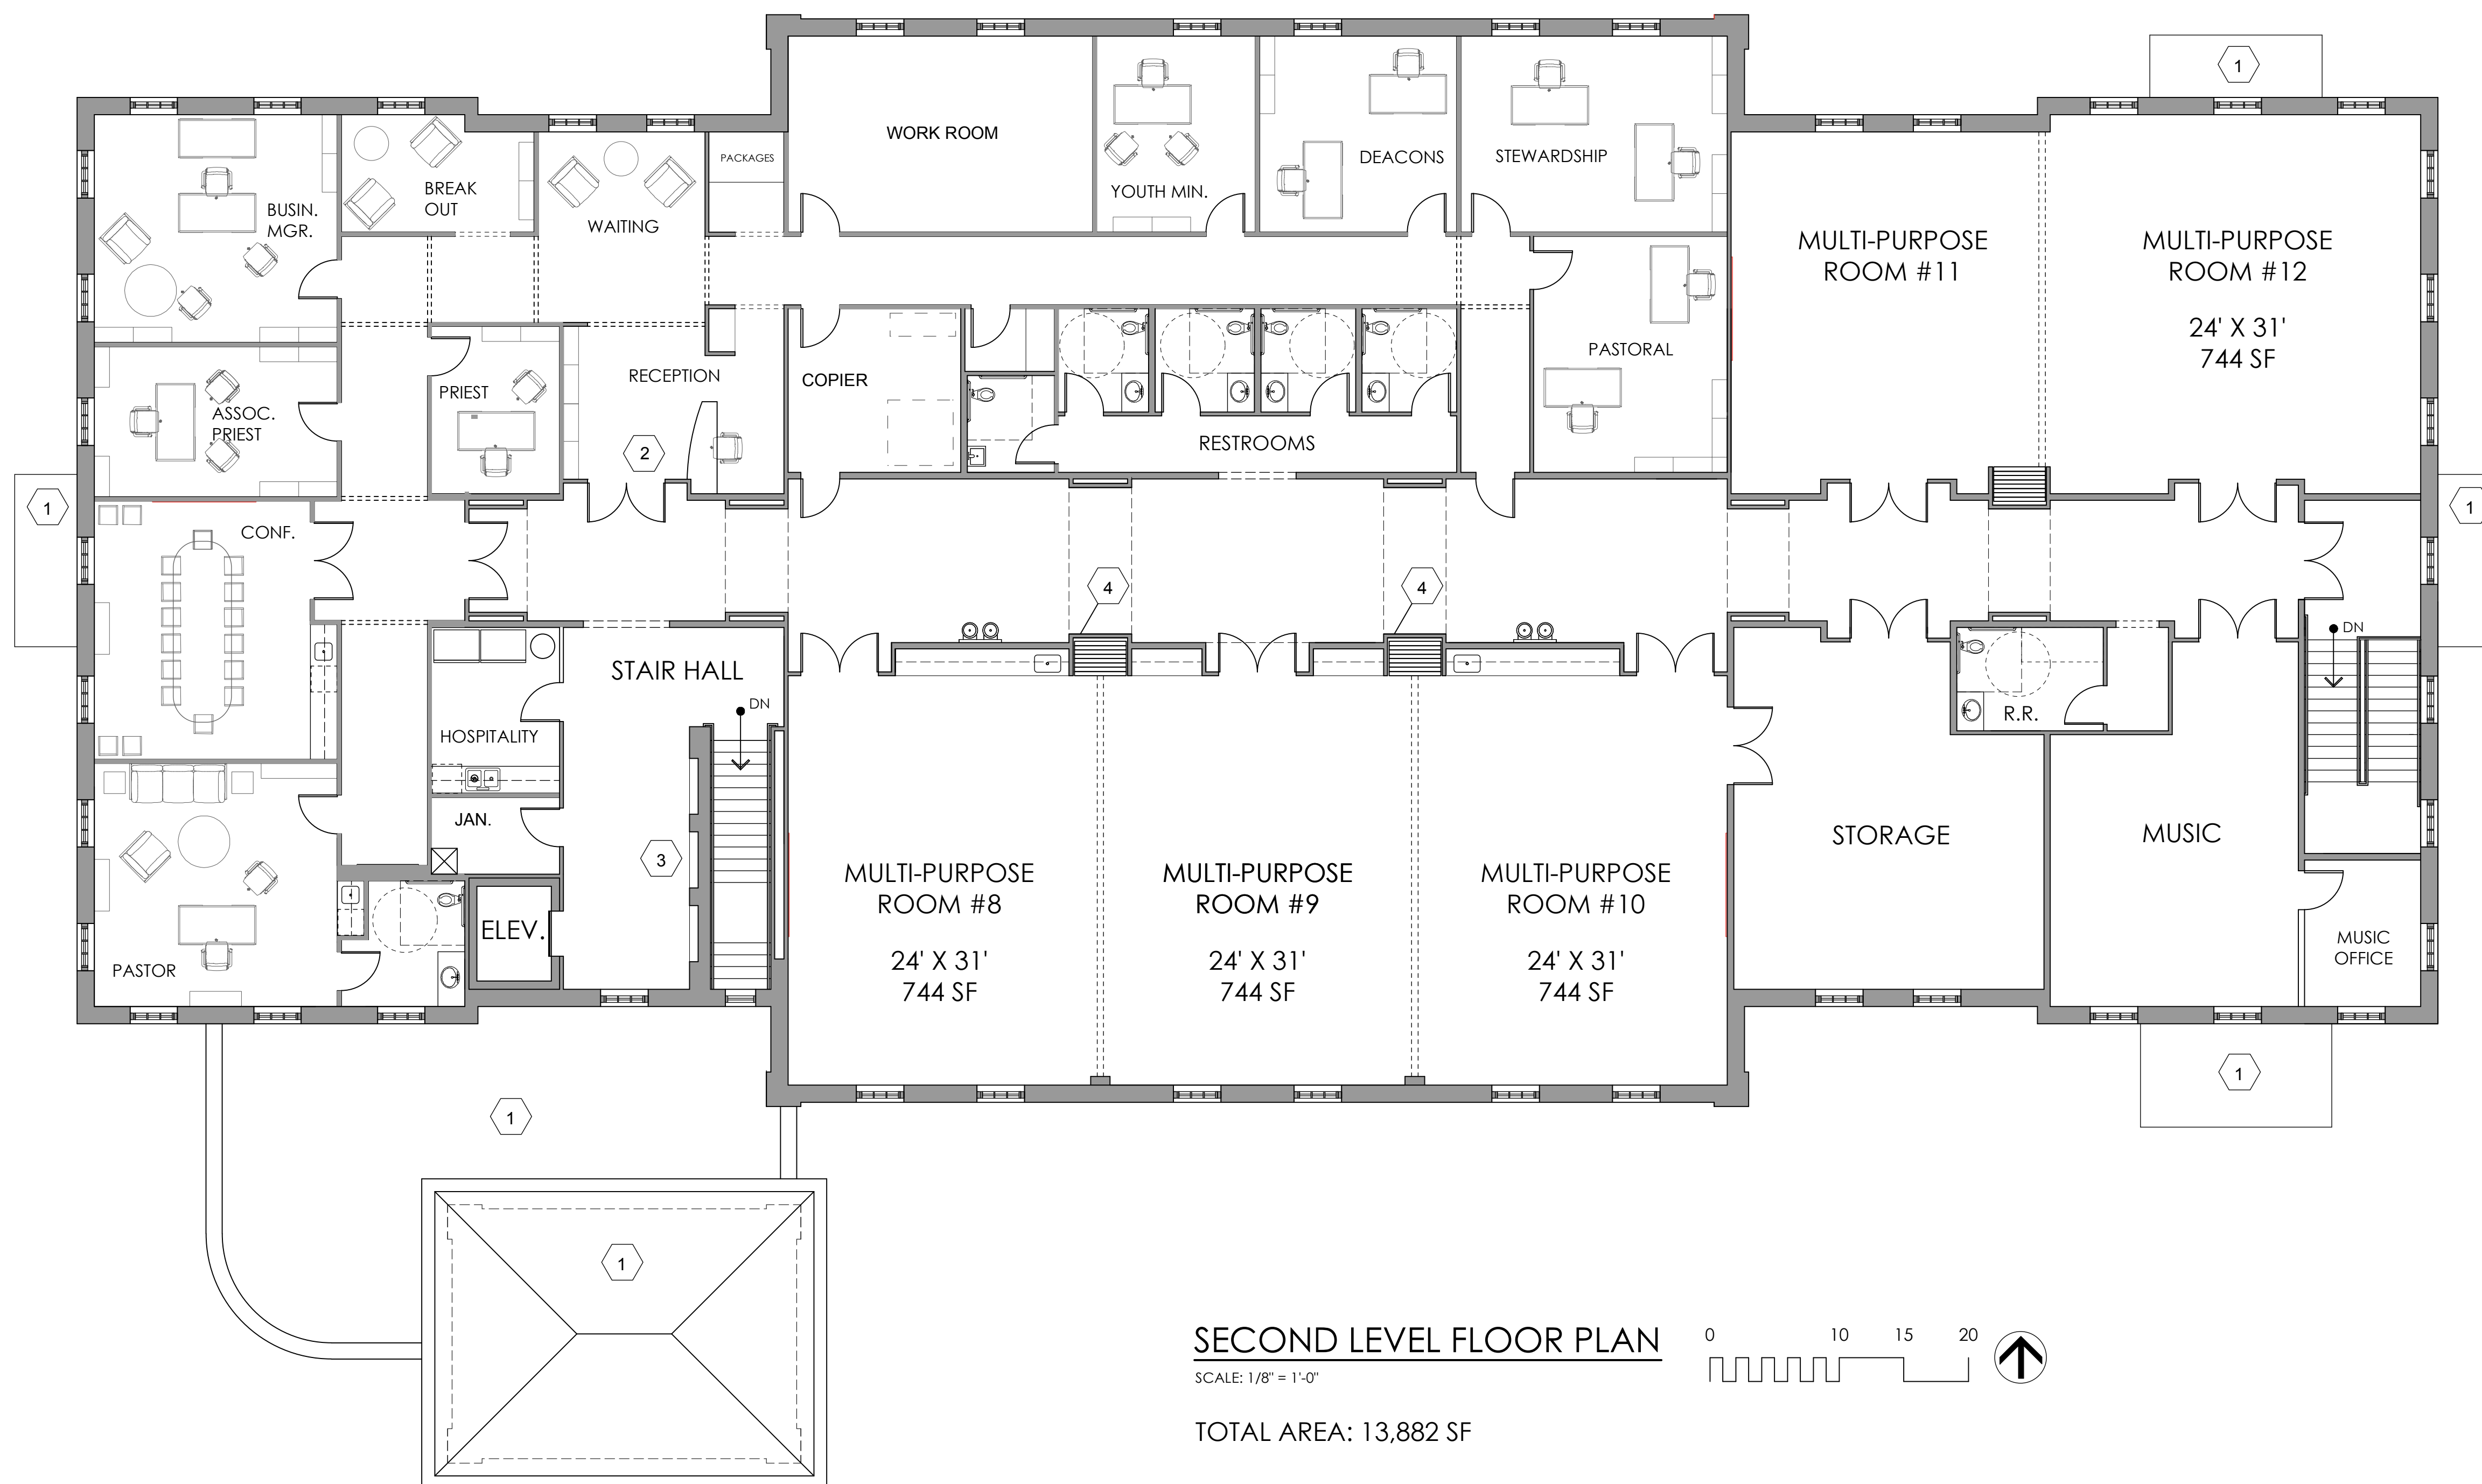 1
WORK ROOM
PACKAGES
DEACONS
STEWARDSHIP
BREAK
OUT
YOUTH MIN.
BUSIN.
MGR.
WAITING
MULTI-PURPOSE
ROOM #11
MULTI-PURPOSE
ROOM #12
24' X 31'
744 SF
PASTORAL
RECEPTION
COPIER
PRIEST
ASSOC.
PRIEST
RESTROOMS
2
1
1
CONF.
4
4
DN
STAIR HALL
DN
R.R.
HOSPITALITY
JAN.
STORAGE
MUSIC
3
MULTI-PURPOSE
ROOM #8
24' X 31'
744 SF
MULTI-PURPOSE
ROOM #9
24' X 31'
744 SF
MULTI-PURPOSE
ROOM #10
24' X 31'
744 SF
ELEV.
MUSIC
OFFICE
PASTOR
1
1
1
SECOND LEVEL FLOOR PLAN
0 10 15 20
SCALE: 1/8" = 1'-0"
TOTAL AREA: 13,882 SF